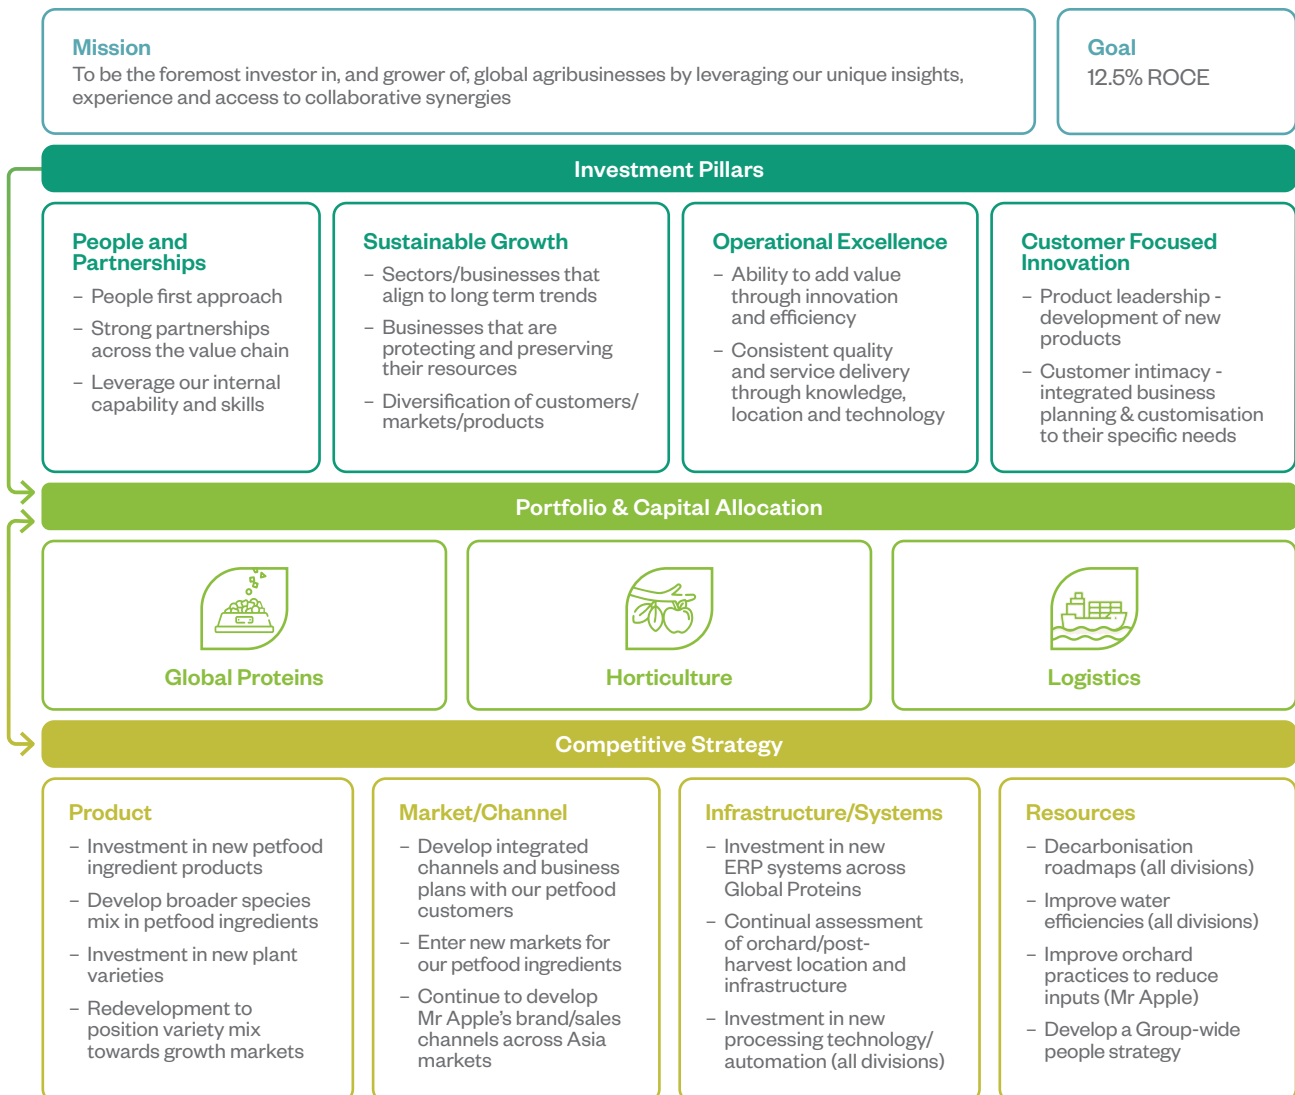 Mission
To be the foremost investor in, and grower of, global agribusinesses by leveraging our unique insights,
experience and access to collaborative synergies
Goal
12.5% ROCE
Investment Pillars
People and
Partnerships
– People first approach
– Strong partnerships
across the value chain
– Leverage our internal
capability and skills
Sustainable Growth
– Sectors/businesses that
align to long term trends
– Businesses that are
protecting and preserving
their resources
– Diversification of customers/
markets/products
Operational Excellence
– Ability to add value
through innovation
and efficiency
– Consistent quality
and service delivery
through knowledge,
location and technology
Customer Focused
Innovation
– Product leadership -
development of new
products
– Customer intimacy -
integrated business
planning & customisation
to their specific needs
Portfolio & Capital Allocation
Global Proteins
Horticulture
Logistics
Competitive Strategy
Product
– Investment in new petfood
ingredient products
– Develop broader species
mix in petfood ingredients
– Investment in new plant
varieties
– Redevelopment to
position variety mix
towards growth markets
Market/Channel
– Develop integrated
channels and business
plans with our petfood
customers
– Enter new markets for
our petfood ingredients
– Continue to develop
Mr Apple's brand/sales
channels across Asia
markets
Infrastructure/Systems
– Investment in new
ERP systems across
Global Proteins
– Continual assessment
of orchard/post-
harvest location and
infrastructure
– Investment in new
processing technology/
automation (all divisions)
Resources
– Decarbonisation
roadmaps (all divisions)
– Improve water
efficiencies (all divisions)
– Improve orchard
practices to reduce
inputs (Mr Apple)
– Develop a Group-wide
people strategy